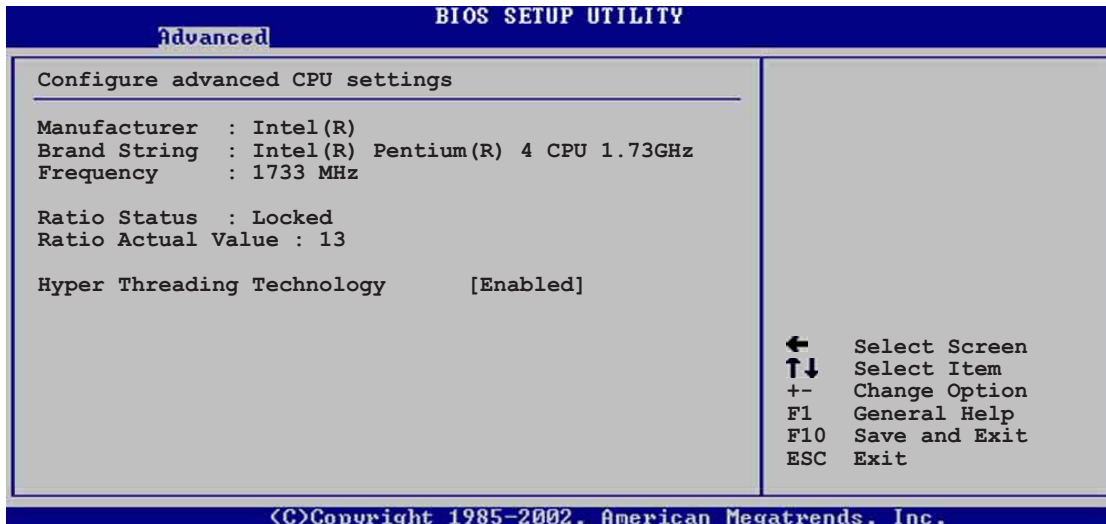 BIOS SETUP UTILITY
Advanced
Configure advanced CPU settings
Manufacturer : Intel(R)
Brand String : Intel(R) Pentium(R) 4 CPU 1.73GHz
Frequency : 1733 MHz
Ratio Status : Locked
Ratio Actual Value : 13
Hyper Threading Technology [Enabled]
← Select Screen
↑↓ Select Item
+- Change Option
F1 General Help
F10 Save and Exit
ESC Exit
(C)Copyright 1985-2002, American Megatrends, Inc.